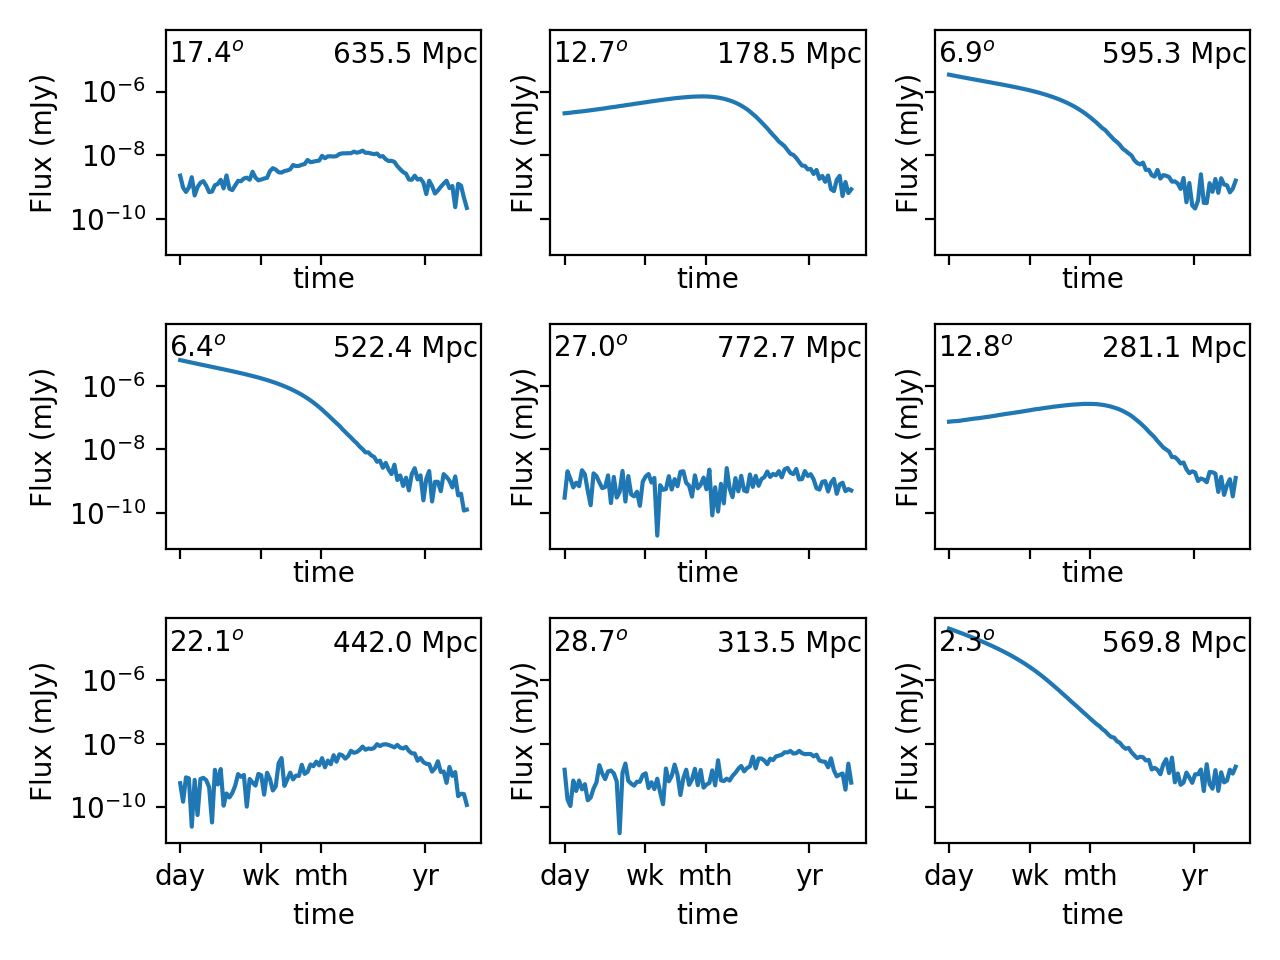 17.4° 635.5 Mpc
12.7° 178.5 Mpc
6.9° 595.3 Mpc
Flux (mJy)
10⁻⁶
10⁻⁸
10⁻¹⁰
Flux (mJy)
Flux (mJy)
time
time
time
6.4° 522.4 Mpc
27.0° 772.7 Mpc
12.8° 281.1 Mpc
Flux (mJy)
10⁻⁶
10⁻⁸
10⁻¹⁰
Flux (mJy)
Flux (mJy)
time
time
time
22.1° 442.0 Mpc
28.7° 313.5 Mpc
2.3° 569.8 Mpc
Flux (mJy)
10⁻⁶
10⁻⁸
10⁻¹⁰
Flux (mJy)
Flux (mJy)
day wk mth yr
day wk mth yr
day wk mth yr
time
time
time